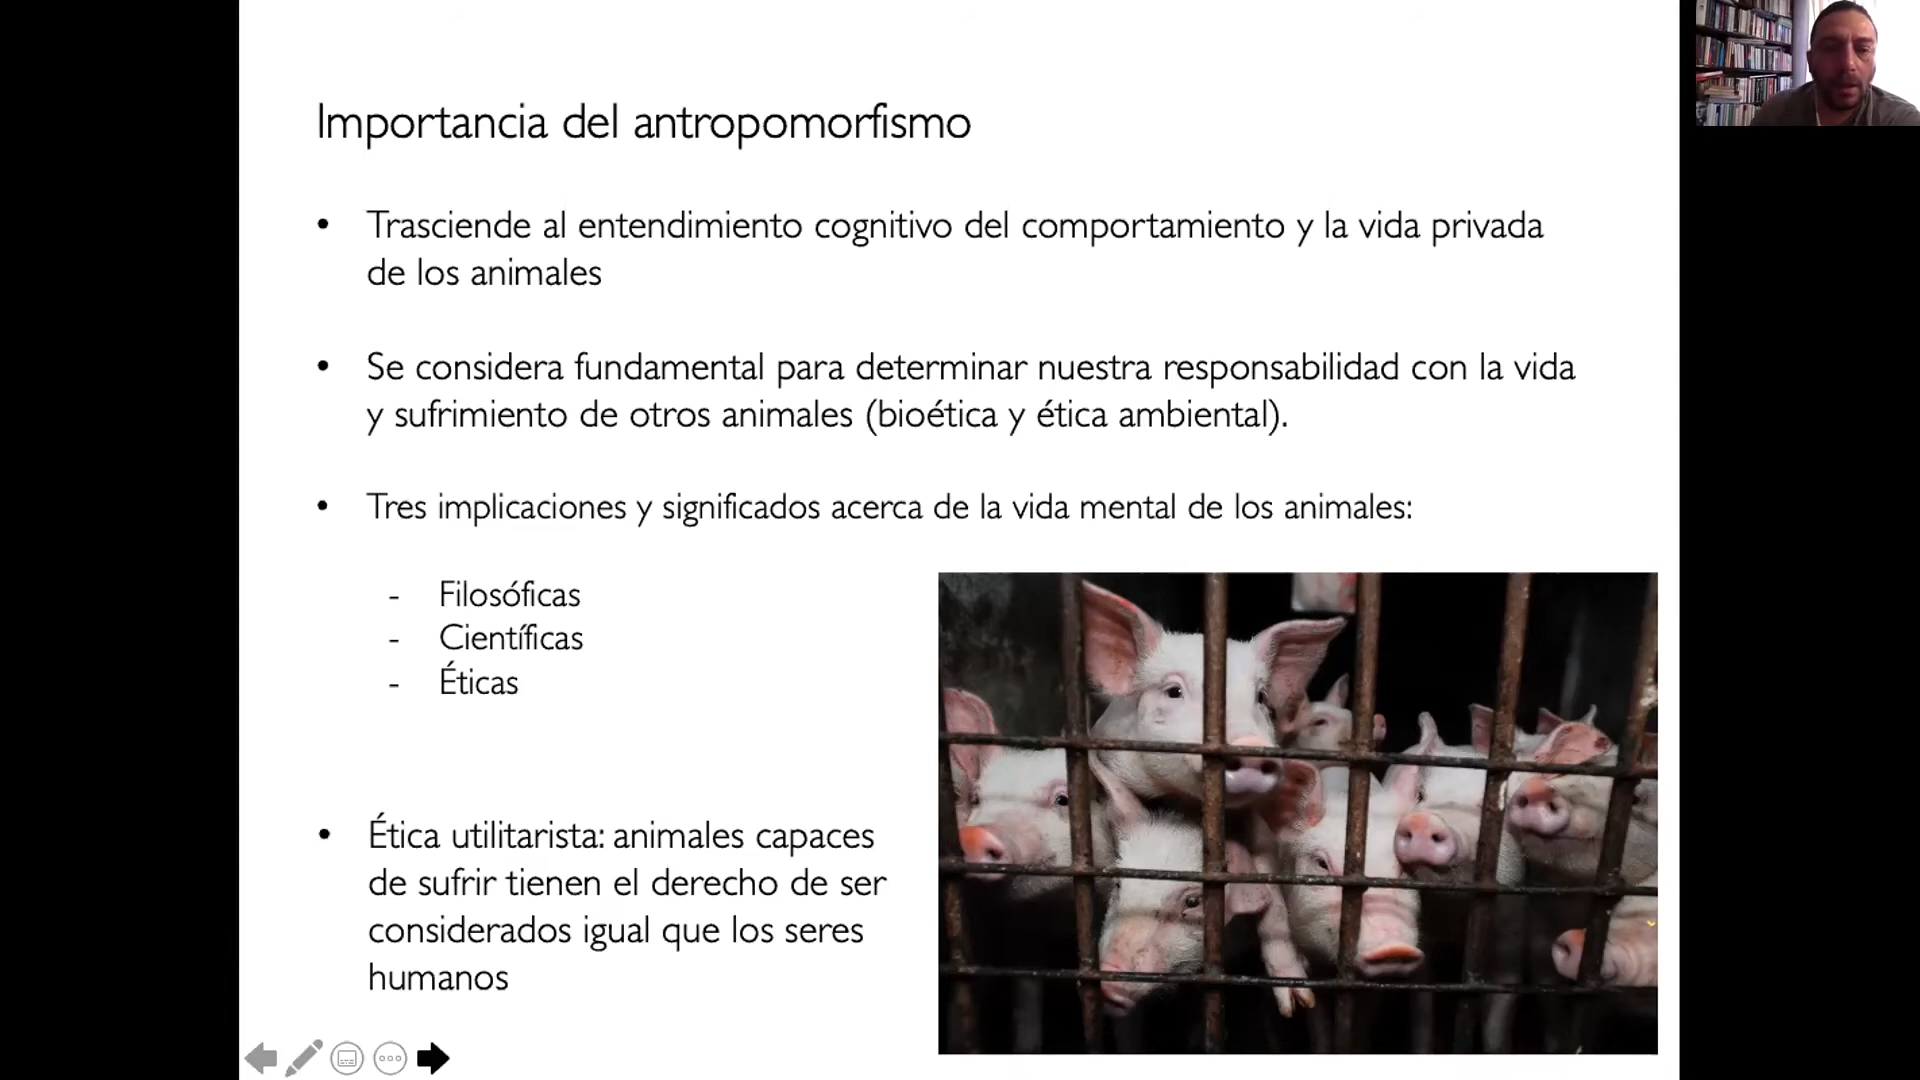 Importancia del antropomorfismo
• Trasciende al entendimiento cognitivo del comportamiento y la vida privada
de los animales
• Se considera fundamental para determinar nuestra responsabilidad con la vida
y sufrimiento de otros animales (bioética y ética ambiental).
• Tres implicaciones y significados acerca de la vida mental de los animales:
- Filosóficas
- Científicas
- Éticas
• Ética utilitarista: animales capaces
de sufrir tienen el derecho de ser
considerados igual que los seres
humanos